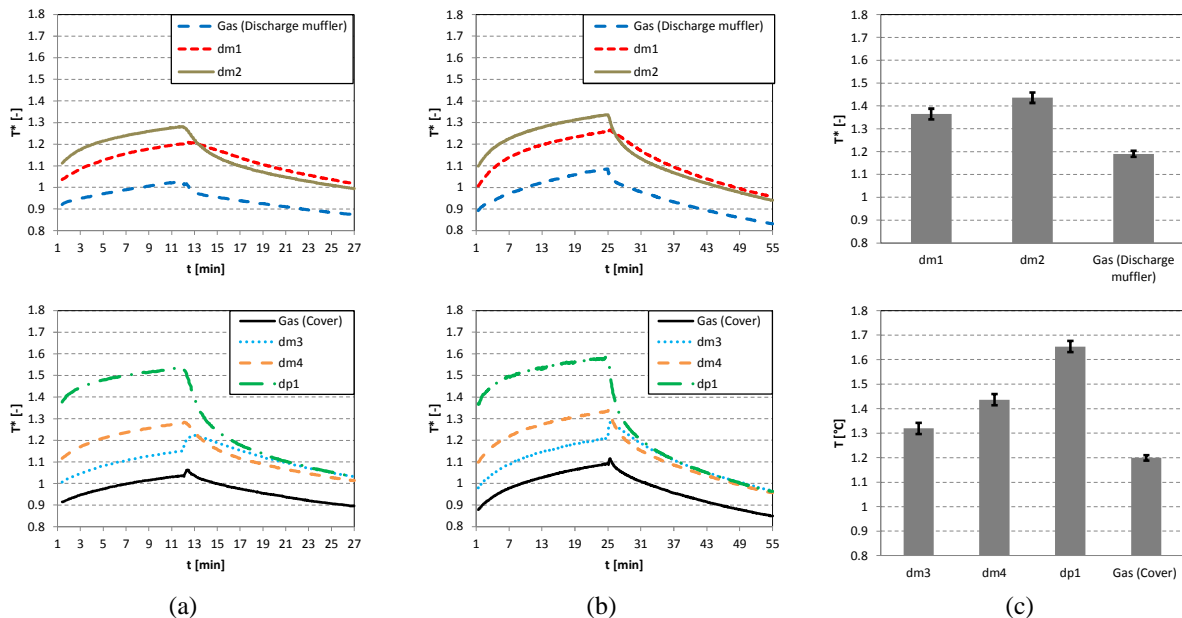 1.8
1.7
1.6
1.5
1.4
1.3
1.2
1.1
1
0.9
0.8
T* [-]
Gas (Discharge muffler)
dm1
dm2
1 3 5 7 9 11 13 15 17 19 21 23 25 27
t [min]
1.8
1.7
1.6
1.5
1.4
1.3
1.2
1.1
1
0.9
0.8
T* [-]
Gas (Discharge muffler)
dm1
dm2
1 7 13 19 25 31 37 43 49 55
t [min]
1.8
1.7
1.6
1.5
1.4
1.3
1.2
1.1
1
0.9
0.8
T* [-]
dm1 dm2 Gas (Discharge
muffler)
1.8
1.7
1.6
1.5
1.4
1.3
1.2
1.1
1
0.9
0.8
T* [-]
Gas (Cover)
dm3
dm4
dp1
1 3 5 7 9 11 13 15 17 19 21 23 25 27
t [min]
1.8
1.7
1.6
1.5
1.4
1.3
1.2
1.1
1
0.9
0.8
T* [-]
Gas (Cover)
dm3
dm4
dp1
1 7 13 19 25 31 37 43 49 55
t [min]
1.8
1.7
1.6
1.5
1.4
1.3
1.2
1.1
1
0.9
0.8
T [°C]
dm3 dm4 dp1 Gas (Cover)
(a) (b) (c)